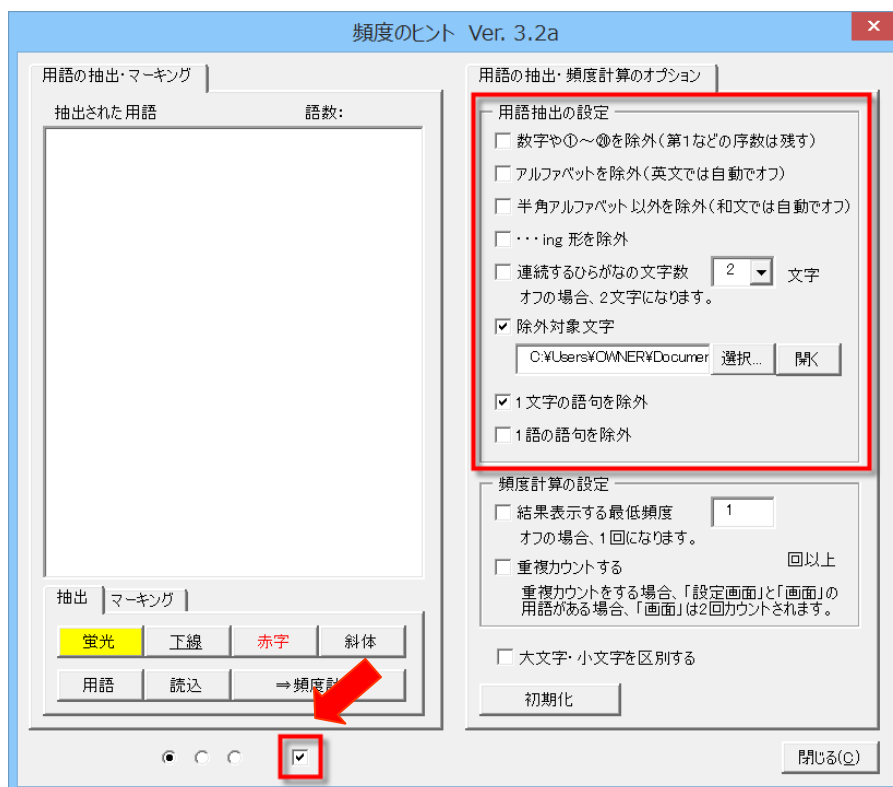 頻度のヒント Ver. 3.2a
x
用語の抽出・マーキング
抽出された用語 語数:
抽出 マーキング
蛍光 下線 赤字 斜体
用語 読込 ⇒頻度
用語の抽出・頻度計算のオプション
用語抽出の設定
数字や①～⑳を除外(第1などの序数は残す)
アルファベットを除外(英文では自動でオフ)
半角アルファベット以外を除外(和文では自動でオフ)
・・・ing 形を除外
連続するひらがなの文字数 2 文字
オフの場合、2文字になります。
除外対象文字
C:¥Users¥OWNER¥Documer 選択... 開く
1文字の語句を除外
1語の語句を除外
頻度計算の設定
結果表示する最低頻度 1
オフの場合、1回になります。
回以上
重複カウントする
重複カウントをする場合、「設定画面」と「画面」の
用語がある場合、「画面」は2回カウントされます。
大文字・小文字を区別する
初期化
閉じる(C)